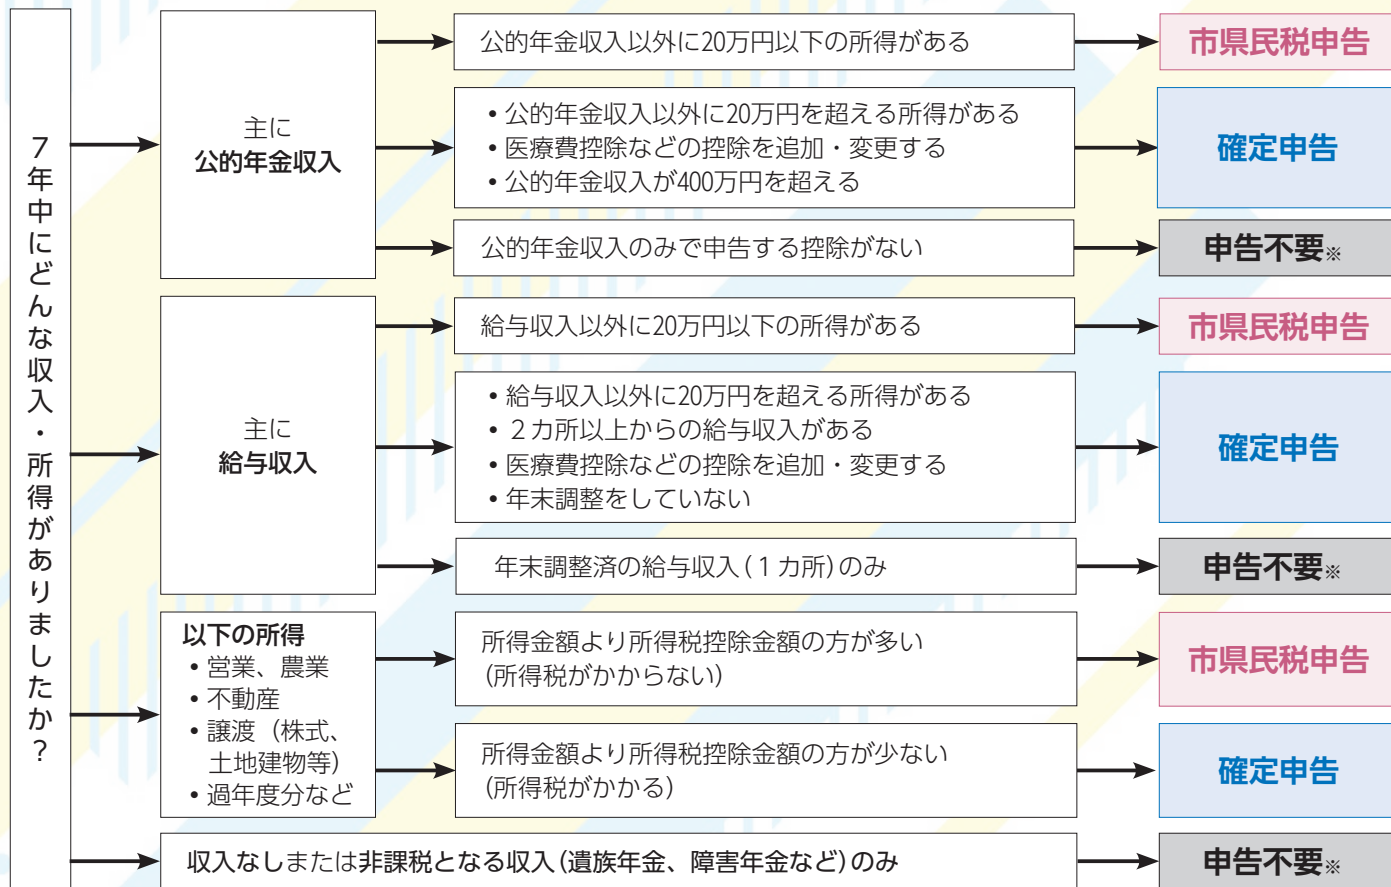 7年中にどんな収入・所得がありましたか？
主に
公的年金収入
公的年金収入以外に20万円以下の所得がある
市県民税申告
• 公的年金収入以外に20万円を超える所得がある
• 医療費控除などの控除を追加・変更する
• 公的年金収入が400万円を超える
確定申告
公的年金収入のみで申告する控除がない
申告不要※
主に
給与収入
給与収入以外に20万円以下の所得がある
市県民税申告
• 給与収入以外に20万円を超える所得がある
• ２カ所以上からの給与収入がある
• 医療費控除などの控除を追加・変更する
• 年末調整をしていない
確定申告
年末調整済の給与収入(１カ所)のみ
申告不要※
以下の所得
• 営業、農業
• 不動産
• 譲渡（株式、
土地建物等)
• 過年度分など
所得金額より所得税控除金額の方が多い
(所得税がかからない)
市県民税申告
所得金額より所得税控除金額の方が少ない
(所得税がかかる)
確定申告
収入なしまたは非課税となる収入(遺族年金、障害年金など)のみ
申告不要※